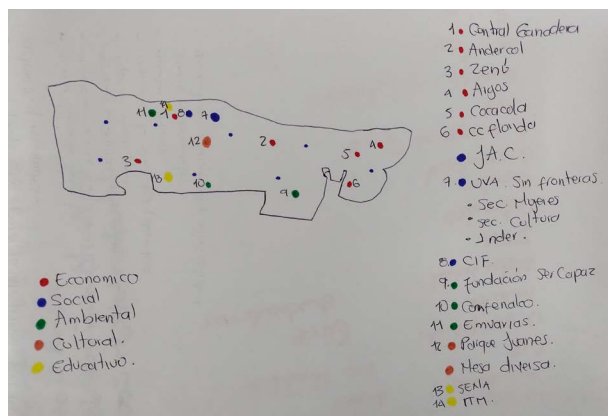 1. Central Ganadera
2 Andercol
3 Zenú
4 Argos
5 Cocacola
6 CC florida
J.A.C.
7. UVA. Sin fronteras.
- Sec. Mujeres
- sec. Cultura
- Inder.
8. CIF.
9. Fundación Ser Capaz
10 Comfenalco.
11 Emvarias.
12 Parque Juanes.
Mesa diversa.
13 SENA
14 ITM.
11
1
8
7
12
2
4
5
3
13
10
9
6
Economico
Social
Ambiental
Cultural.
Educativo.